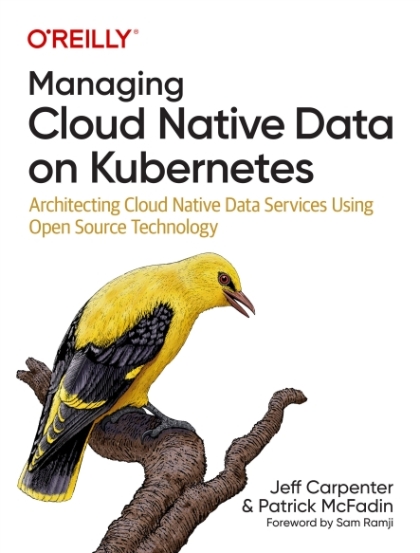 O'REILLY®
Managing
Cloud Native Data
on Kubernetes
Architecting Cloud Native Data Services Using
Open Source Technology
Jeff Carpenter
& Patrick McFadin
Foreword by Sam Ramji